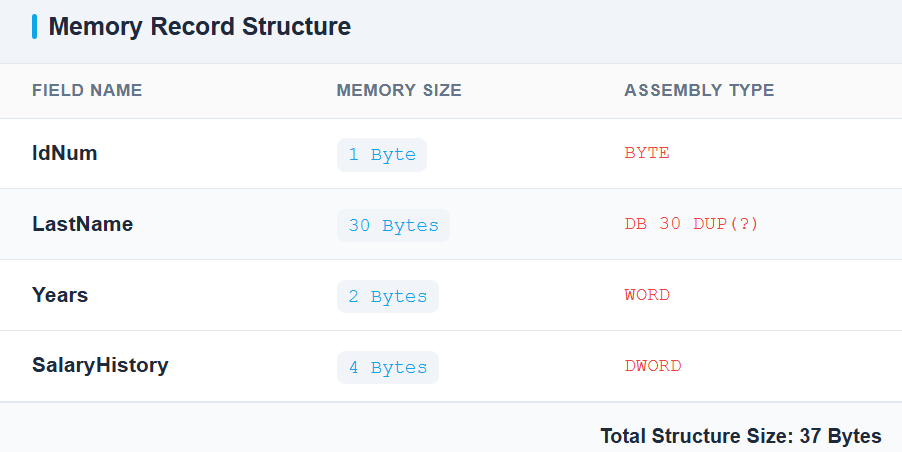 Memory Record Structure
FIELD NAME MEMORY SIZE ASSEMBLY TYPE
IdNum 1 Byte BYTE
LastName 30 Bytes DB 30 DUP(?)
Years 2 Bytes WORD
SalaryHistory 4 Bytes DWORD
Total Structure Size: 37 Bytes